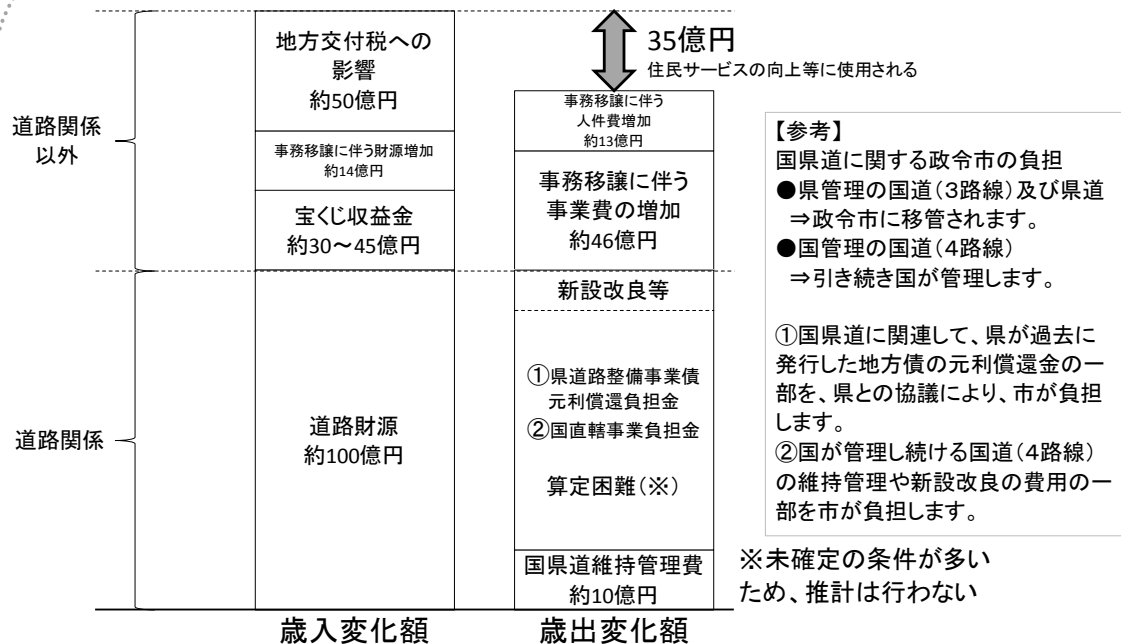 道路関係
以外
道路関係
地方交付税への
影響
約50億円
事務移譲に伴う財源増加
約14億円
宝くじ収益金
約30～45億円
道路財源
約100億円
歳入変化額
35億円
住民サービスの向上等に使用される
事務移譲に伴う
人件費増加
約13億円
事務移譲に伴う
事業費の増加
約46億円
新設改良等
①県道路整備事業債
元利償還負担金
②国直轄事業負担金
算定困難(※)
国県道維持管理費
約10億円
歳出変化額
【参考】
国県道に関する政令市の負担
●県管理の国道(3路線)及び県道
⇒政令市に移管されます。
●国管理の国道(4路線)
⇒引き続き国が管理します。
①国県道に関連して、県が過去に
発行した地方債の元利償還金の一
部を、県との協議により、市が負担
します。
②国が管理し続ける国道(4路線)
の維持管理や新設改良の費用の一
部を市が負担します。
※未確定の条件が多い
ため、推計は行わない